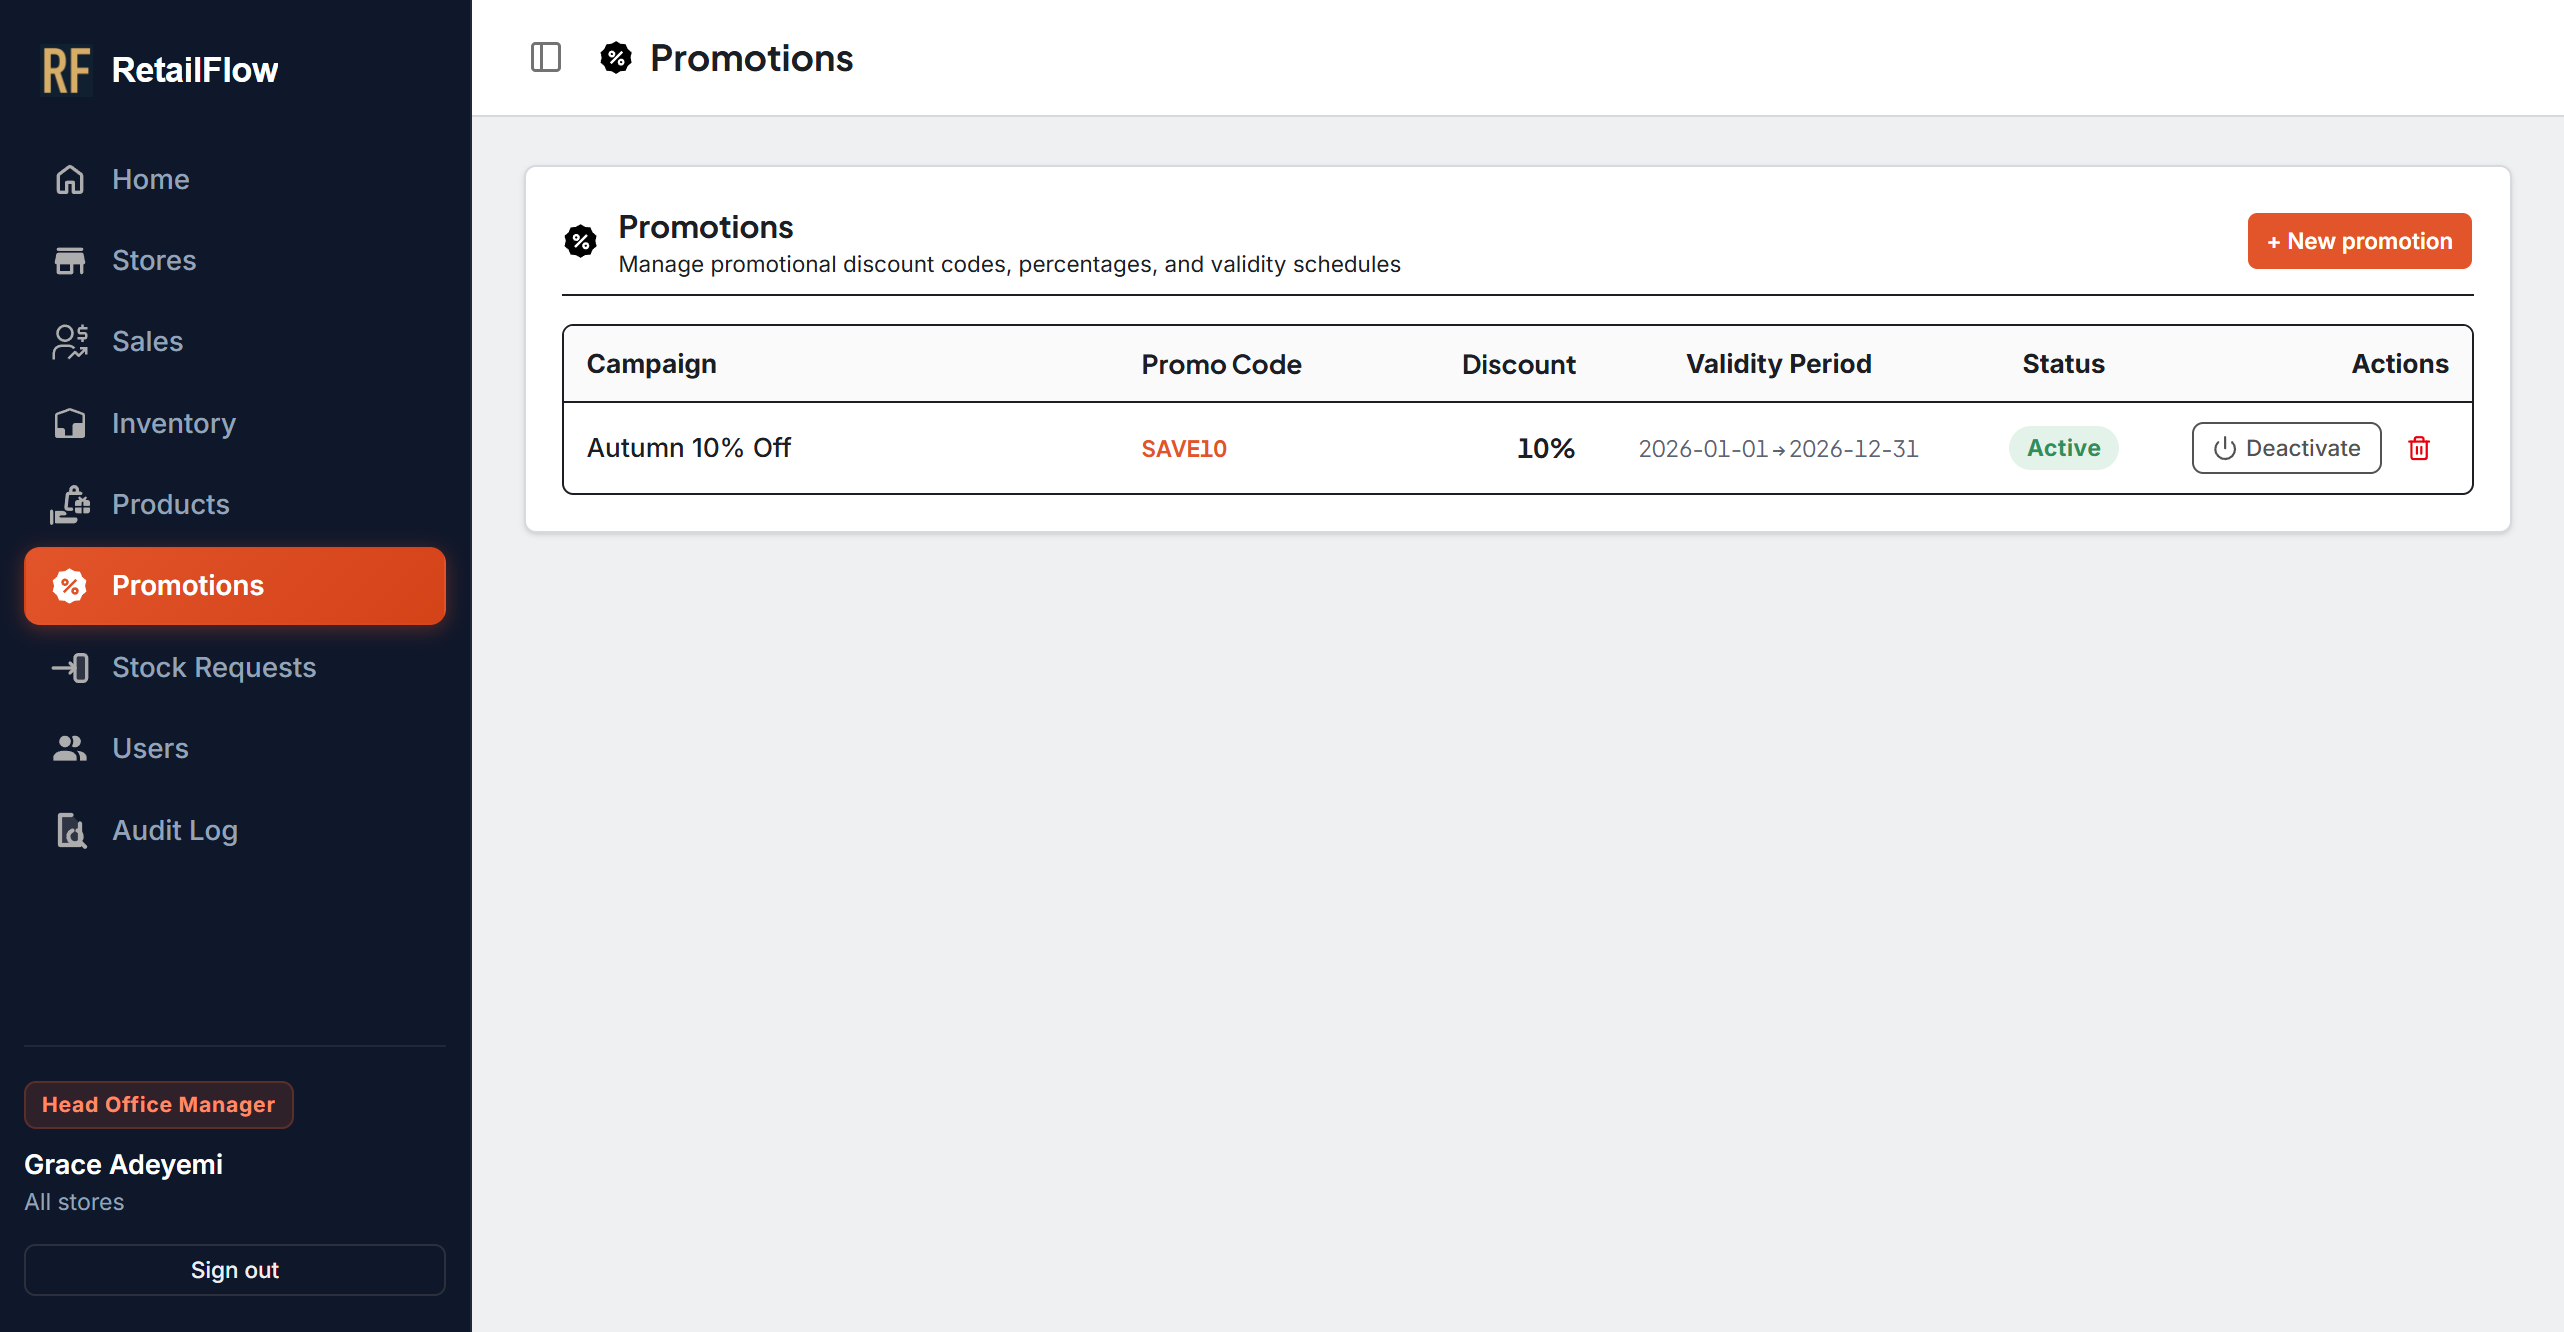 RF RetailFlow
Promotions
Home
Stores
Sales
Inventory
Products
Promotions
Stock Requests
Users
Audit Log
Head Office Manager
Grace Adeyemi
All stores
Sign out
Promotions
Manage promotional discount codes, percentages, and validity schedules
+ New promotion
Campaign Promo Code Discount Validity Period Status Actions
Autumn 10% Off SAVE10 10% 2026-01-01→2026-12-31 Active Deactivate